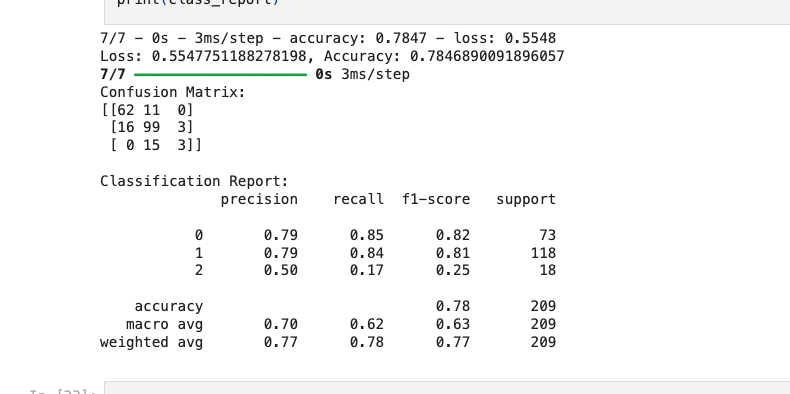 print(class_report)
7/7 - 0s - 3ms/step - accuracy: 0.7847 - loss: 0.5548
Loss: 0.5547751188278198, Accuracy: 0.7846890091896057
7/7 ━━━━━━━━━━━━━━━━━━━━ 0s 3ms/step
Confusion Matrix:
[[62 11  0]
 [16 99  3]
 [ 0 15  3]]
Classification Report:
              precision    recall  f1-score   support
           0       0.79      0.85      0.82        73
           1       0.79      0.84      0.81       118
           2       0.50      0.17      0.25        18
    accuracy                           0.78       209
   macro avg       0.70      0.62      0.63       209
weighted avg       0.77      0.78      0.77       209